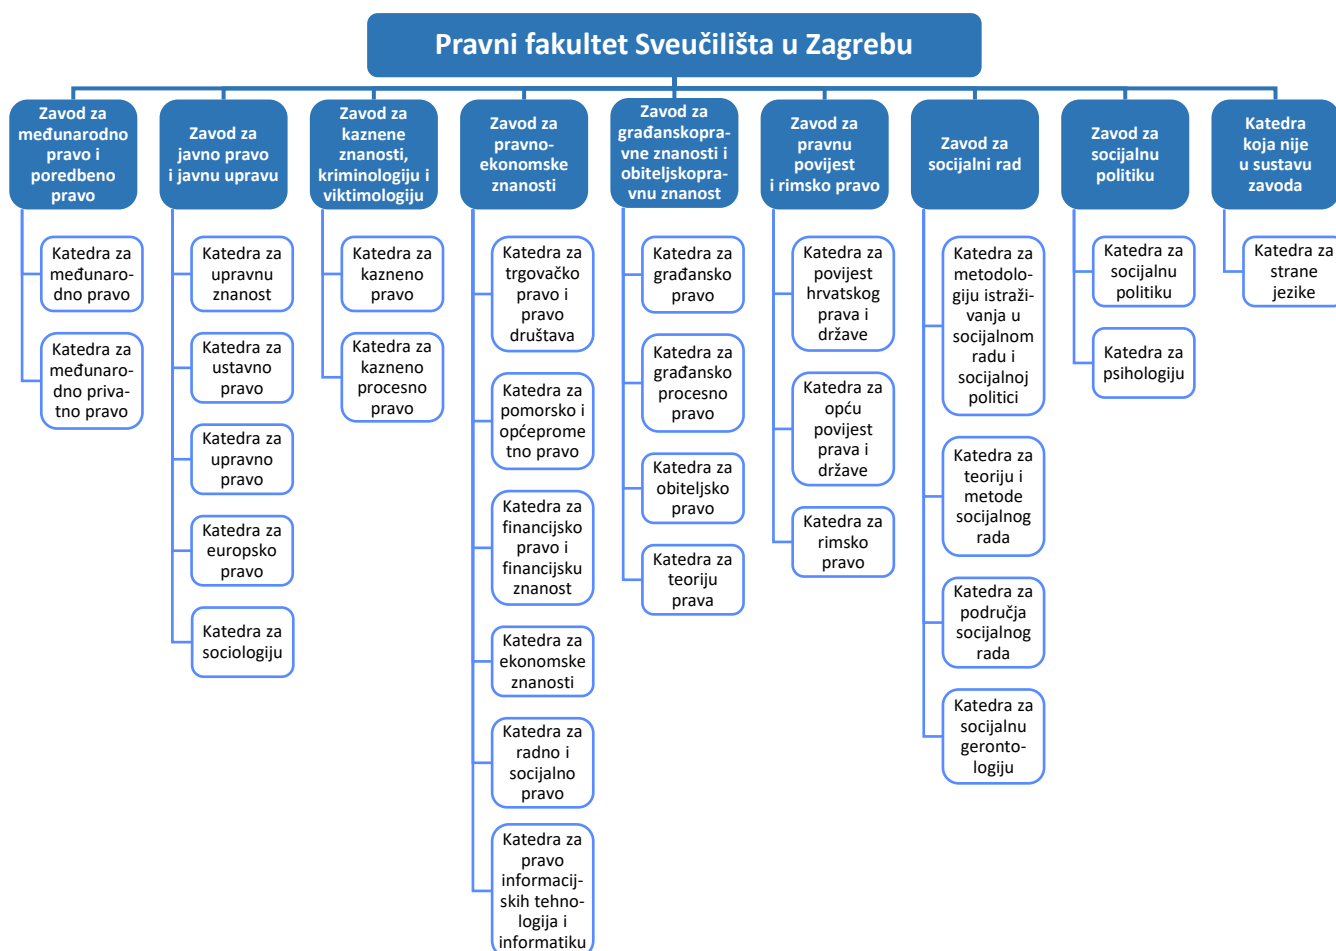 Pravni fakultet Sveučilišta u Zagrebu
Zavod za
međunarodno
pravo i
poredbeno
pravo
Katedra za
međunaro-
dno pravo
Katedra za
međunaro-
dno priva-
tno pravo
Zavod za
javno pravo
i javnu upravu
Katedra za
upravnu
znanost
Katedra za
ustavno
pravo
Katedra za
upravno
pravo
Katedra za
europsko
pravo
Katedra za
sociologiju
Zavod za
kaznene
znanosti,
kriminologiju i
viktimologiju
Katedra za
kazneno
pravo
Katedra za
kazneno
procesno
pravo
Zavod za
pravno-
ekonomske
znanosti
Katedra za
trgovačko
pravo i
pravo
društava
Katedra za
pomorsko i
općeprome
tno pravo
Katedra za
financijsko
pravo i
financijsku
znanost
Katedra za
ekonomske
znanosti
Katedra za
radno i
socijalno
pravo
Katedra za
pravo
informacij-
skih tehno-
logija i
informatiku
Zavod za
građanskopra-
vne znanosti i
obiteljskopra-
vnu znanost
Katedra za
građansko
pravo
Katedra za
građansko
procesno
pravo
Katedra za
obiteljsko
pravo
Katedra za
teoriju
prava
Zavod za
pravnu
povijest
i rimsko pravo
Katedra za
povijest
hrvatskog
prava i
države
Katedra za
opću
povijest
prava i
države
Katedra za
rimsko
pravo
Zavod za
socijalni rad
Katedra za
metodolo-
giju istraži-
vanja u
socijalnom
radu i
socijalnoj
politici
Katedra za
teoriju i
metode
socijalnog
rada
Katedra za
područja
socijalnog
rada
Katedra za
socijalnu
geronto-
logiju
Zavod za
socijalnu
politiku
Katedra za
socijalnu
politiku
Katedra za
psihologiju
Katedra
koja nije
u sustavu
zavoda
Katedra za
strane
jezike